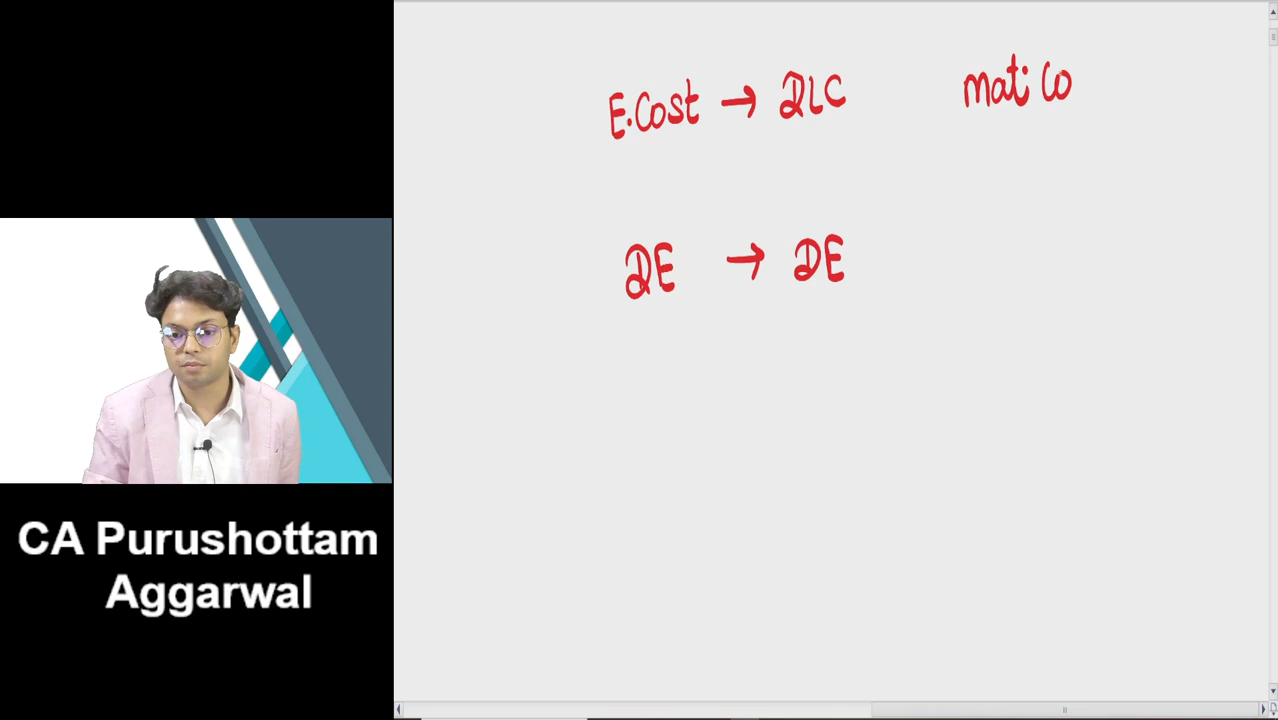 E.Cost → DLC mat: Co
DE → DE
CA Purushottam
Aggarwal